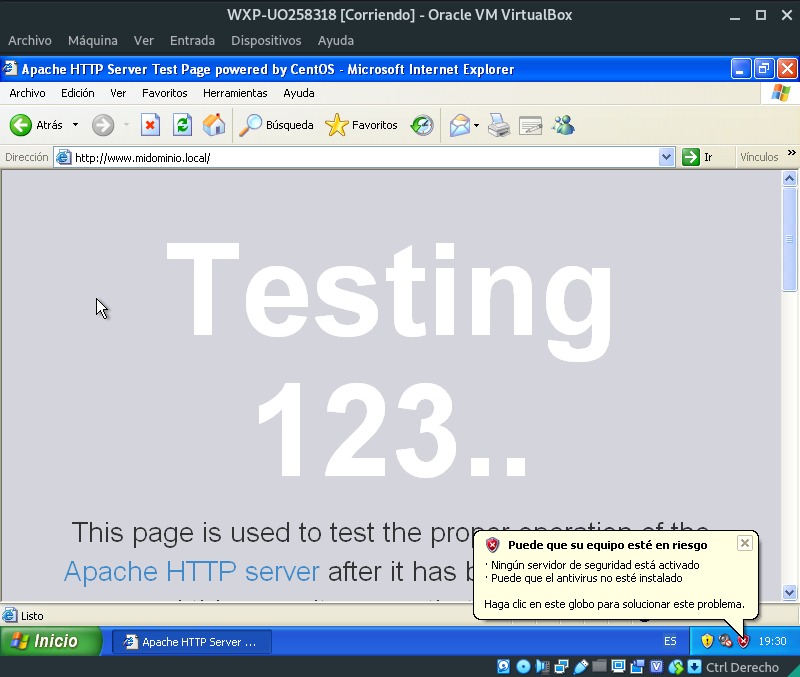 WXP-UO258318 [Corriendo] - Oracle VM VirtualBox
Archivo Máquina Ver Entrada Dispositivos Ayuda
Apache HTTP Server Test Page powered by CentOS - Microsoft Internet Explorer
Archivo Edición Ver Favoritos Herramientas Ayuda
Atrás Búsqueda Favoritos
Dirección http://www.midominio.local/ Ir Vínculos »
Testing
123..
This page is used to test the proper operation of the
Apache HTTP server after it has
Puede que su equipo esté en riesgo
· Ningún servidor de seguridad está activado
· Puede que el antivirus no esté instalado
Haga clic en este globo para solucionar este problema.
Listo
Inicio Apache HTTP Server ... ES 19:30
Ctrl Derecho